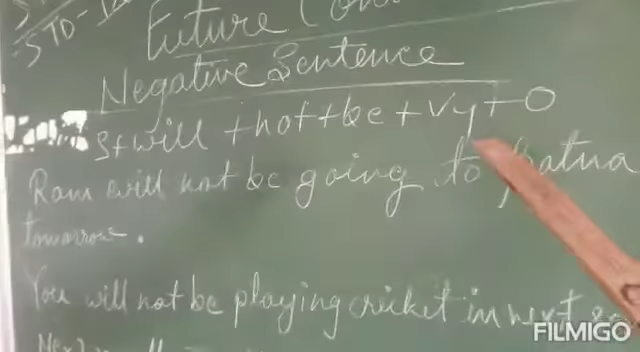 STD-
Future
Negative Sentence
S+will +not+be + V4+O
Ram will not be going to Patna
tomorrow.
You will not be playing cricket in next
FILMIGO